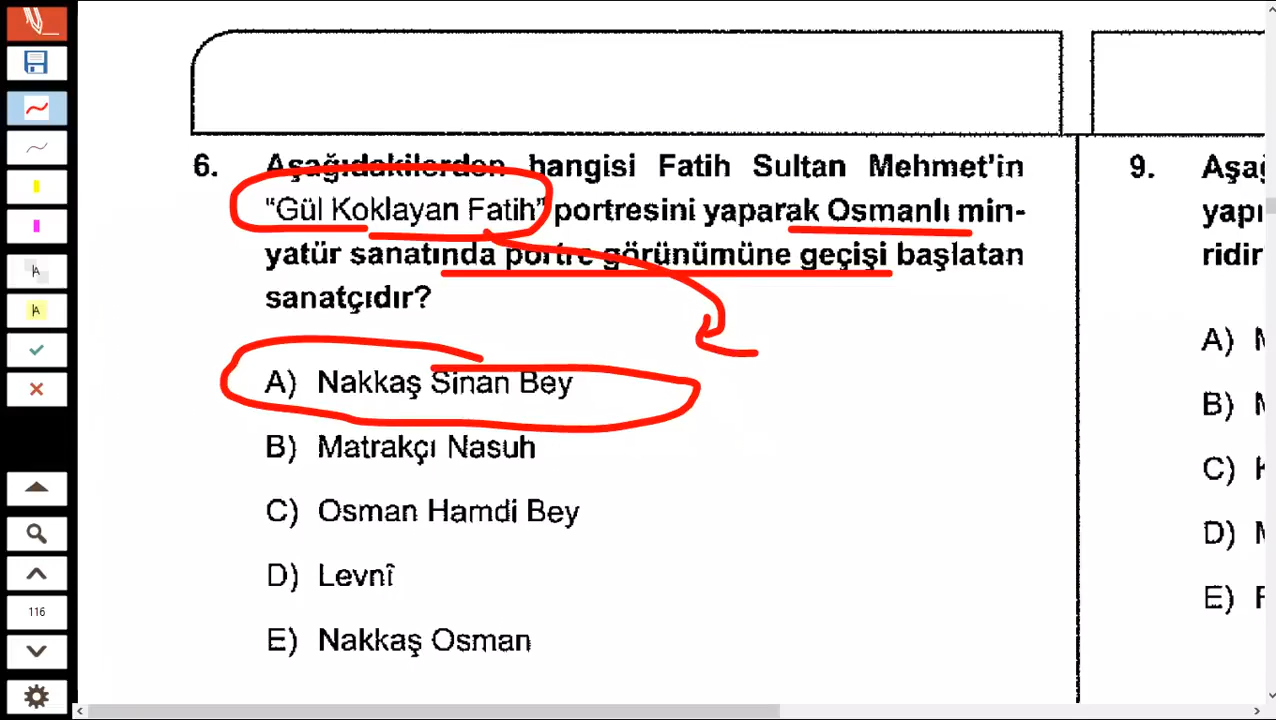 6. Aşağıdakilerden hangisi Fatih Sultan Mehmet'in
"Gül Koklayan Fatih" portresini yaparak Osmanlı min-
yatür sanatında portre görünümüne geçişi başlatan
sanatçıdır?
A) Nakkaş Sinan Bey
B) Matrakçı Nasuh
C) Osman Hamdi Bey
D) Levnî
E) Nakkaş Osman
9.
yapı
ridir
A)
B)
C)
D)
E)
A
A
116